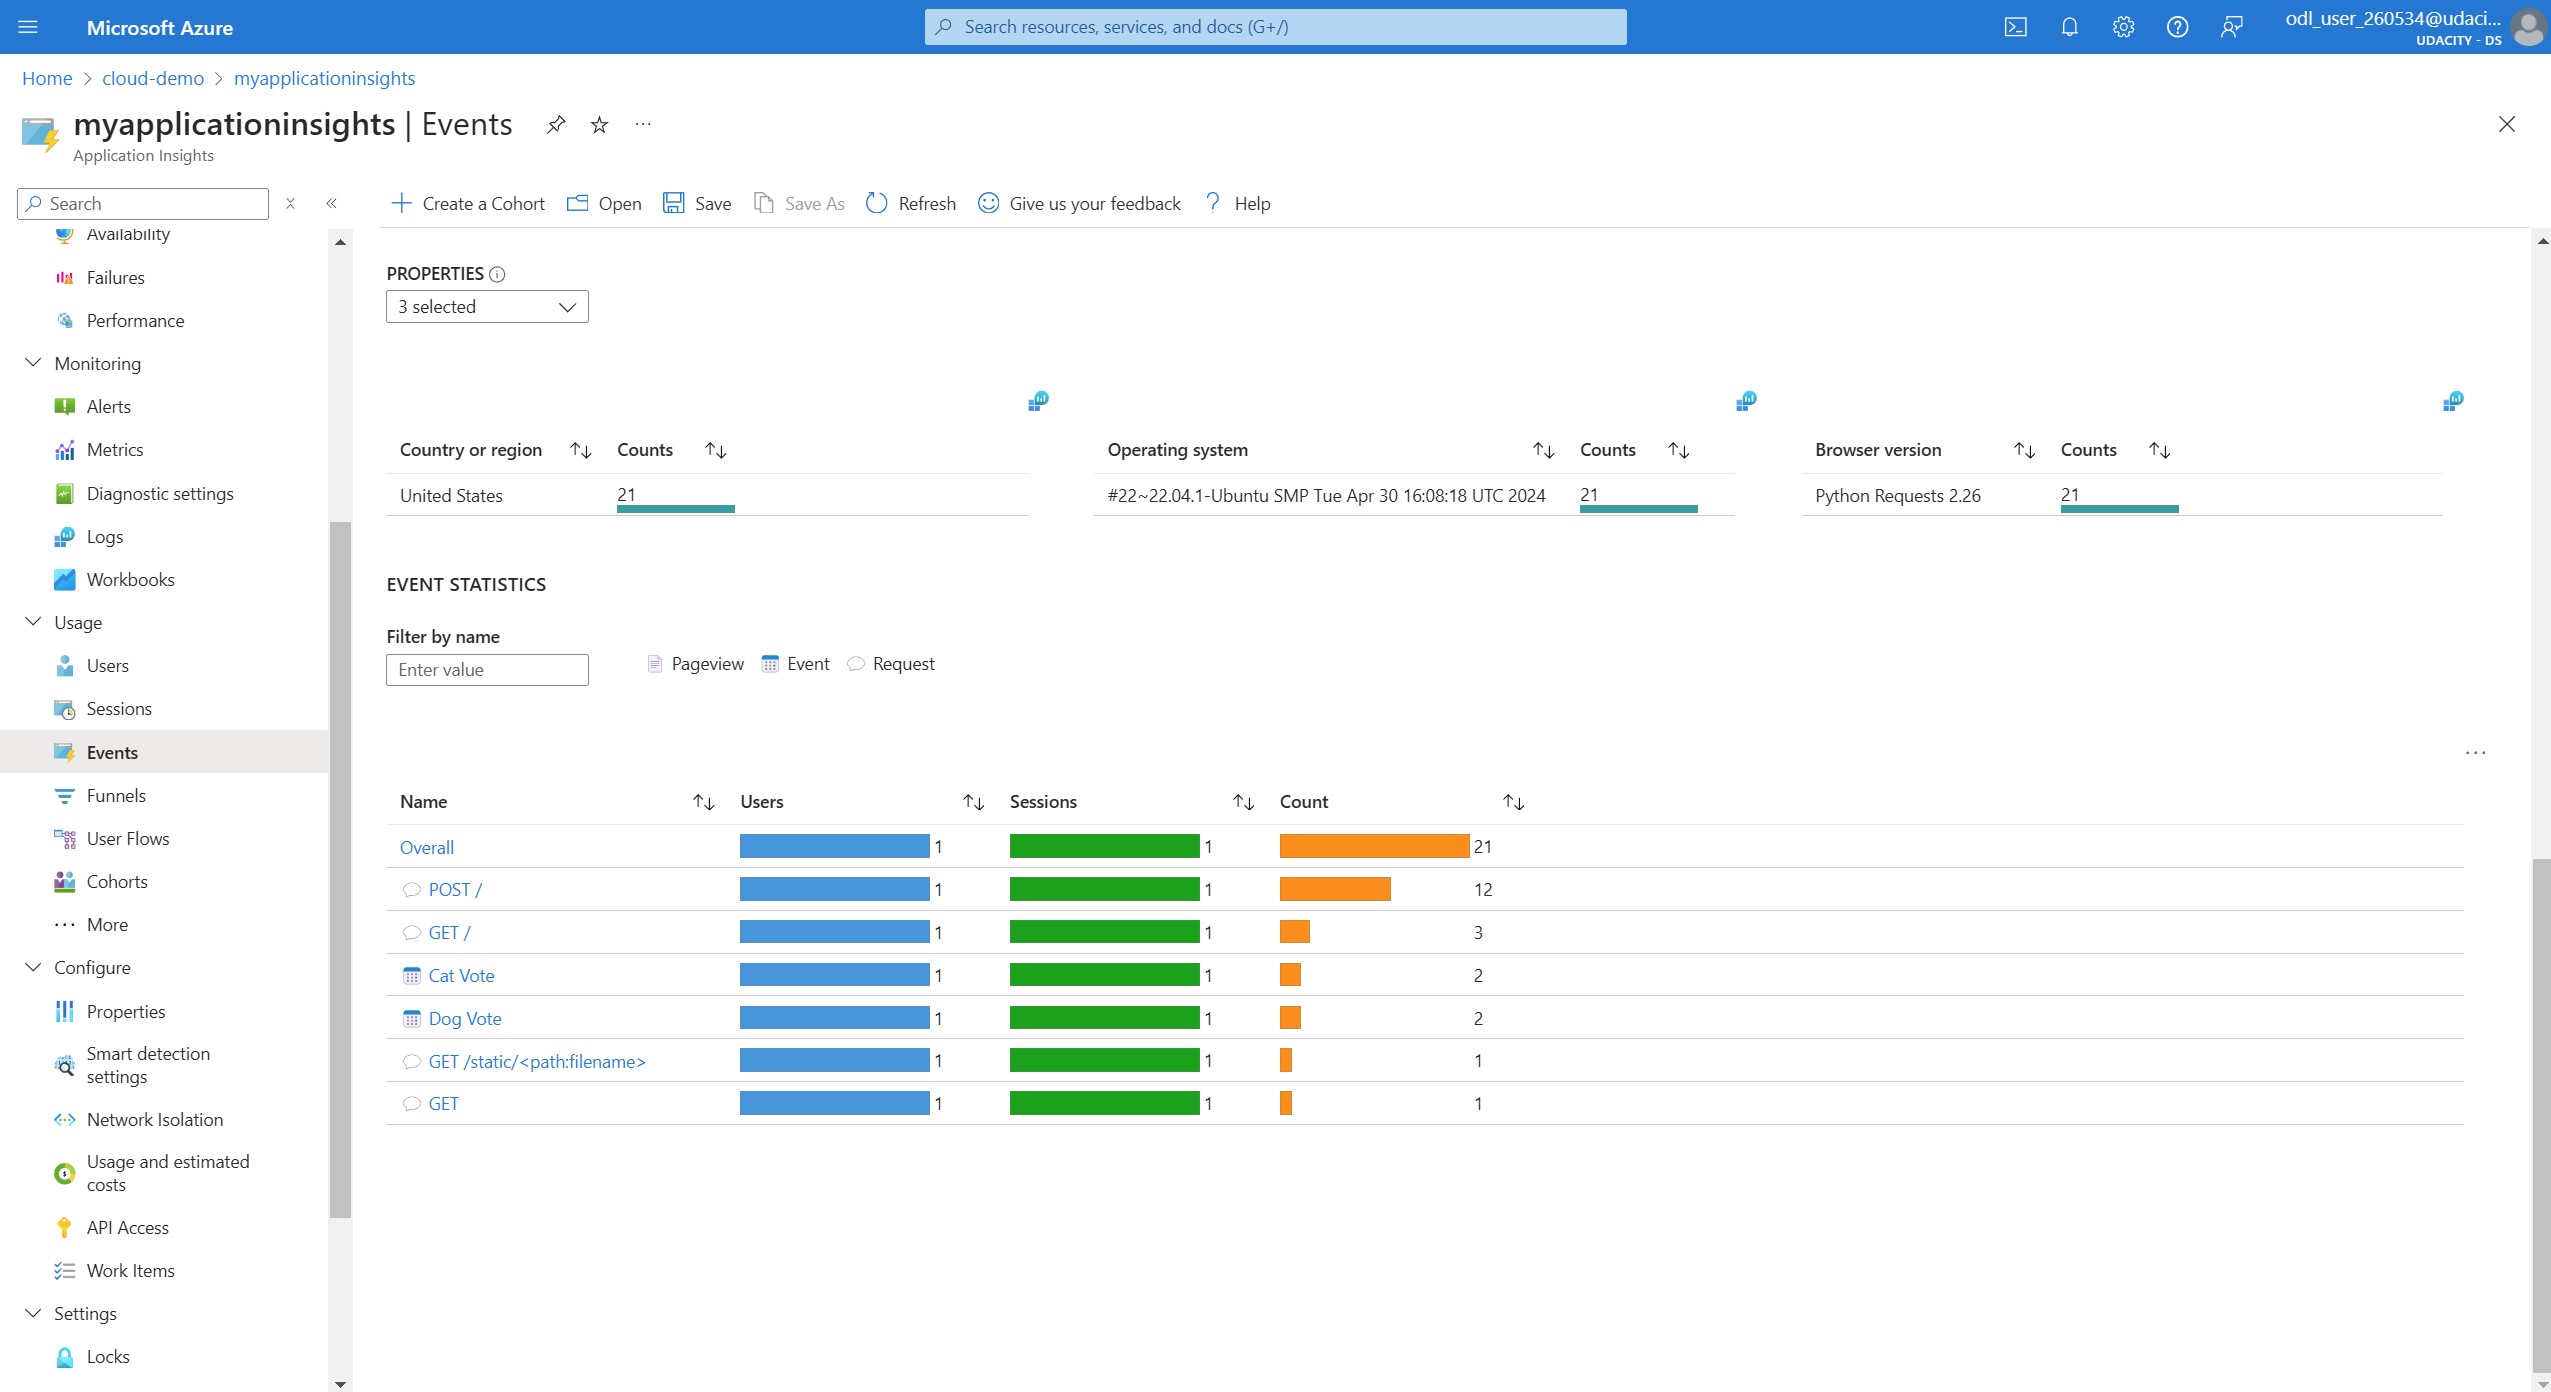 Microsoft Azure
Search resources, services, and docs (G+/)
odl_user_260534@udaci...
UDACITY - DS
Home > cloud-demo > myapplicationinsights
myapplicationinsights | Events
Application Insights
Search
Create a Cohort Open Save Save As Refresh Give us your feedback Help
Availability
Failures
Performance
Monitoring
Alerts
Metrics
Diagnostic settings
Logs
Workbooks
Usage
Users
Sessions
Events
Funnels
User Flows
Cohorts
More
Configure
Properties
Smart detection
settings
Network Isolation
Usage and estimated
costs
API Access
Work Items
Settings
Locks
PROPERTIES
3 selected
Country or region Counts
United States 21
Operating system Counts
#22~22.04.1-Ubuntu SMP Tue Apr 30 16:08:18 UTC 2024 21
Browser version Counts
Python Requests 2.26 21
EVENT STATISTICS
Filter by name
Enter value
Pageview Event Request
Name Users Sessions Count
Overall 1 1 21
POST / 1 1 12
GET / 1 1 3
Cat Vote 1 1 2
Dog Vote 1 1 2
GET /static/<path:filename> 1 1 1
GET 1 1 1